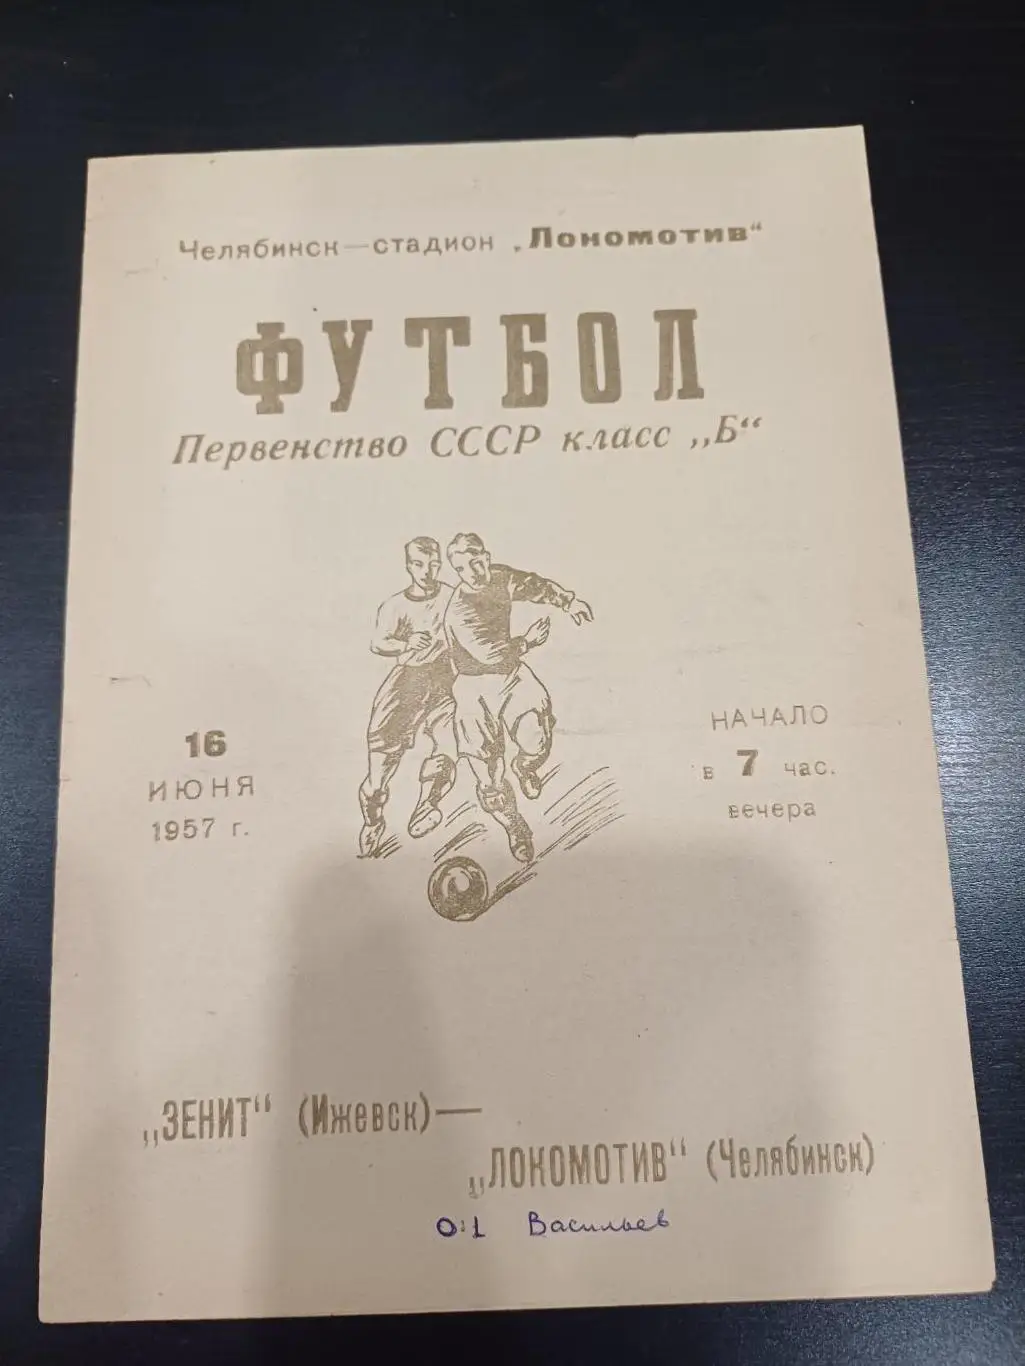 Челябинск—стадион „Локомотив“
ФУТБОЛ
Первенство СССР класс „Б“
16
ИЮНЯ
1957 г.
НАЧАЛО
в 7 час.
вечера
„ЗЕНИТ“ (Ижевск)—
„ЛОКОМОТИВ“ (Челябинск)
0:1 Васильев